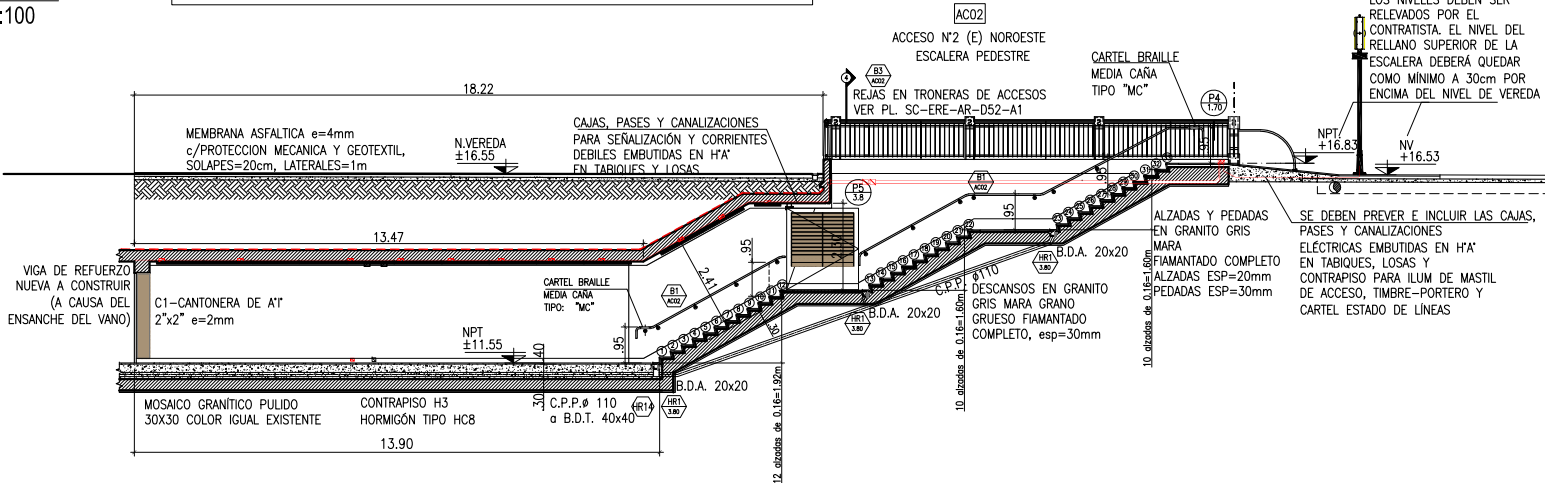 :100
AC02
ACCESO N°2 (E) NOROESTE
ESCALERA PEDESTRE
LOS NIVELES DEBEN SER
RELEVADOS POR EL
CONTRATISTA. EL NIVEL DEL
RELLANO SUPERIOR DE LA
ESCALERA DEBERÁ QUEDAR
COMO MÍNIMO A 30cm POR
ENCIMA DEL NIVEL DE VEREDA
CARTEL BRAILLE
MEDIA CAÑA
TIPO "MC"
4
B3
AC02
REJAS EN TRONERAS DE ACCESOS
VER PL. SC-ERE-AR-D52-A1
P4
1.70
18.22
MEMBRANA ASFALTICA e=4mm
c/PROTECCION MECANICA Y GEOTEXTIL,
SOLAPES=20cm, LATERALES=1m
N.VEREDA
±16.55
CAJAS, PASES Y CANALIZACIONES
PARA SEÑALIZACIÓN Y CORRIENTES
DEBILES EMBUTIDAS EN H°A°
EN TABIQUES Y LOSAS
NPT
+16.83
NV
+16.53
.95
.95
.95
.95
.95
B1
AC02
P5
3.8
13.47
2.41
VIGA DE REFUERZO
NUEVA A CONSTRUIR
(A CAUSA DEL
ENSANCHE DEL VANO)
C1-CANTONERA DE A°I°
2"x2" e=2mm
CARTEL BRAILLE
MEDIA CAÑA
TIPO: "MC"
B1
AC02
NPT
±11.55
.40
.30
.30
HR1
3.80
B.D.A. 20x20
C.P.P. Ø110
HR1
3.80
B.D.A. 20x20
DESCANSOS EN GRANITO
GRIS MARA GRANO
GRUESO FIAMANTADO
COMPLETO, esp=30mm
ALZADAS Y PEDADAS
EN GRANITO GRIS
MARA
FIAMANTADO COMPLETO
ALZADAS ESP=20mm
PEDADAS ESP=30mm
SE DEBEN PREVER E INCLUIR LAS CAJAS,
PASES Y CANALIZACIONES
ELÉCTRICAS EMBUTIDAS EN H°A°
EN TABIQUES, LOSAS Y
CONTRAPISO PARA ILUM DE MASTIL
DE ACCESO, TIMBRE-PORTERO Y
CARTEL ESTADO DE LÍNEAS
MOSAICO GRANÍTICO PULIDO
30X30 COLOR IGUAL EXISTENTE
CONTRAPISO H3
HORMIGÓN TIPO HC8
C.P.P.Ø 110
a B.D.T. 40x40
HR14
HR1
3.80
B.D.A. 20x20
13.90
12 alzadas de 0.16=1.92m
10 alzadas de 0.16=1.60m
10 alzadas de 0.16=1.60m